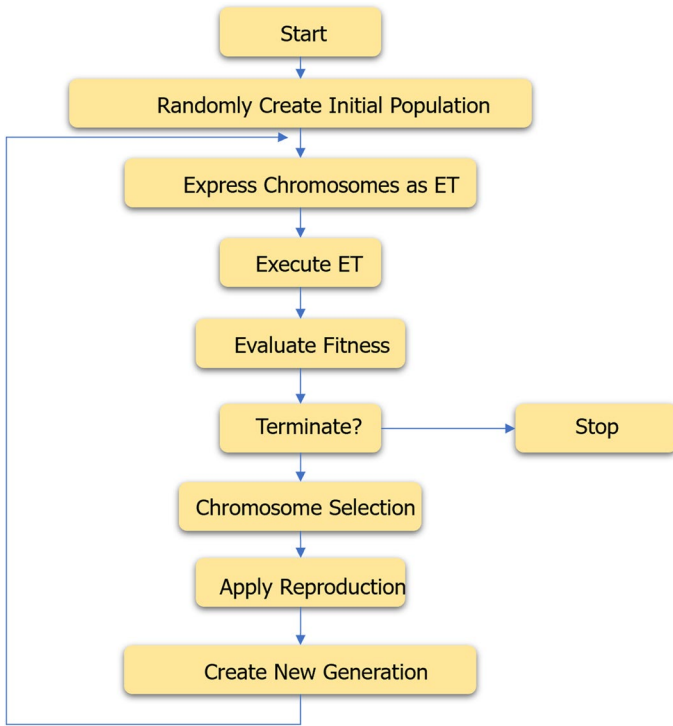 Start
Randomly Create Initial Population
Express Chromosomes as ET
Execute ET
Evaluate Fitness
Terminate?
Stop
Chromosome Selection
Apply Reproduction
Create New Generation